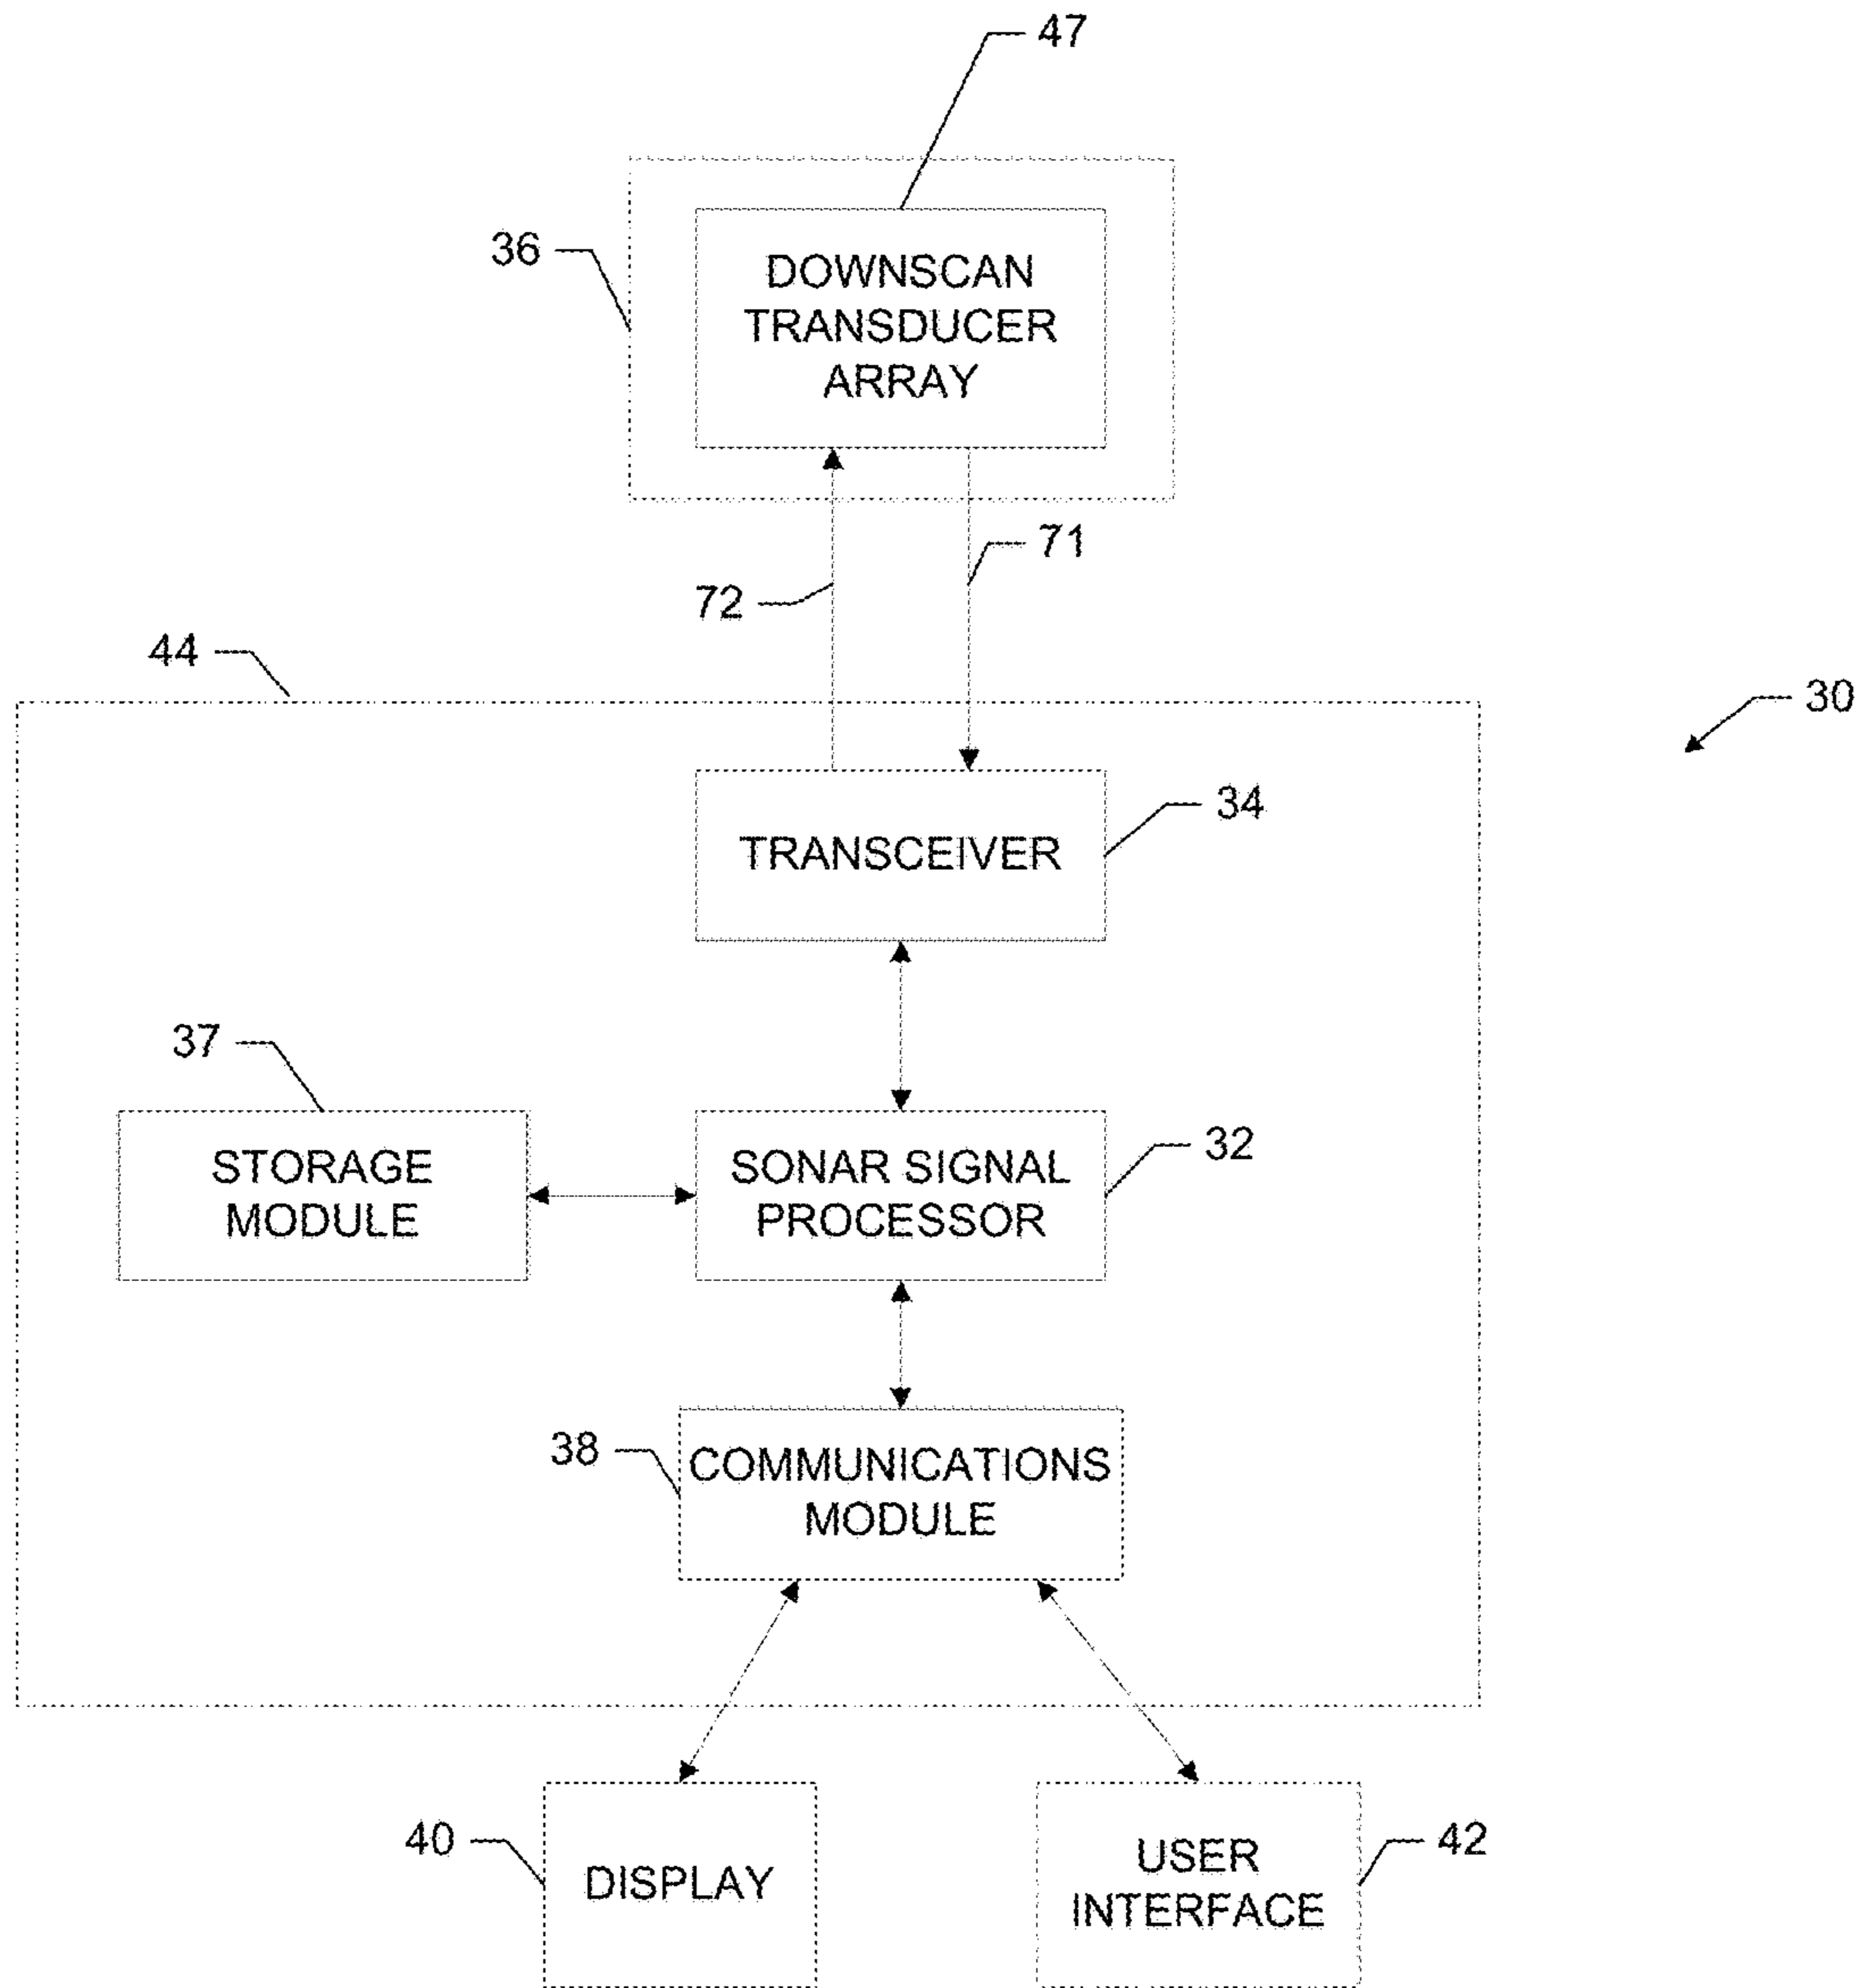 47
36
DOWNSCAN
TRANSDUCER
ARRAY
71
72
44
30
34
TRANSCEIVER
37
STORAGE
MODULE
32
SONAR SIGNAL
PROCESSOR
38
COMMUNICATIONS
MODULE
40
DISPLAY
42
USER
INTERFACE